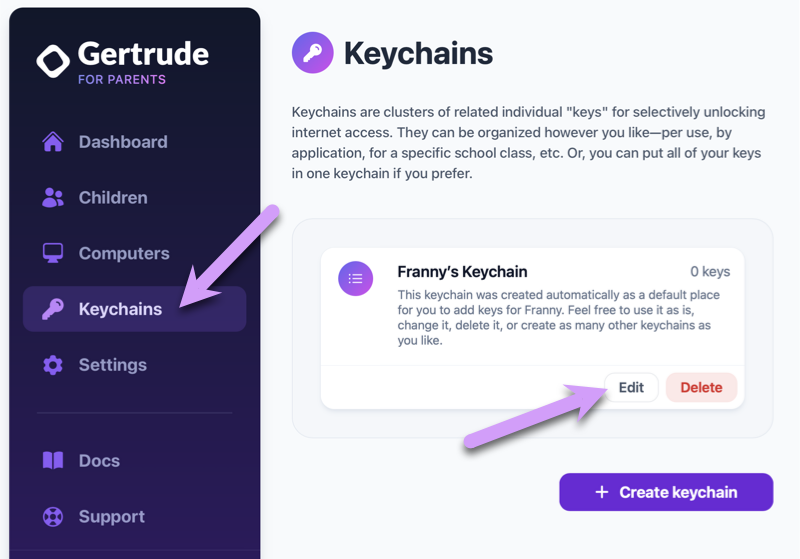 Gertrude
FOR PARENTS
Dashboard
Children
Computers
Keychains
Settings
Docs
Support
Keychains
Keychains are clusters of related individual "keys" for selectively unlocking
internet access. They can be organized however you like—per use, by
application, for a specific school class, etc. Or, you can put all of your keys
in one keychain if you prefer.
Franny’s Keychain
0 keys
This keychain was created automatically as a default place
for you to add keys for Franny. Feel free to use it as is,
change it, delete it, or create as many other keychains as
you like.
Edit
Delete
+ Create keychain